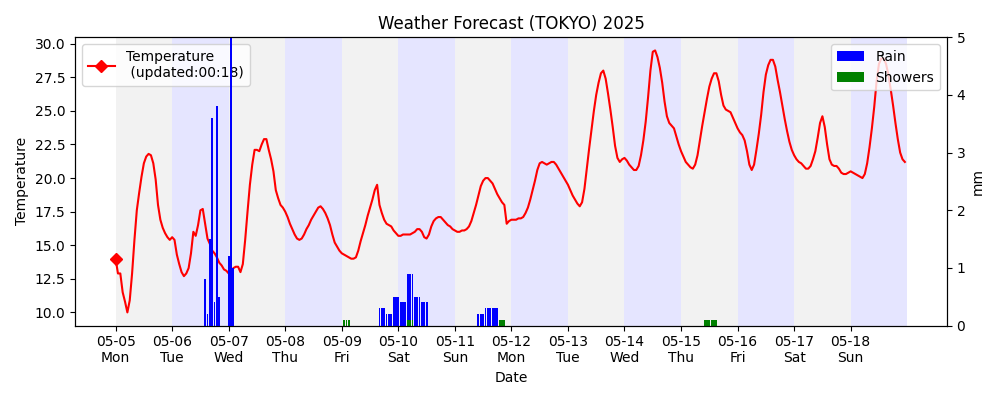 Weather Forecast (TOKYO) 2025
Temperature
(updated:00:18)
Rain
Showers
30.0
27.5
25.0
22.5
20.0
17.5
15.0
12.5
10.0
Temperature
5
4
3
2
1
0
mm
05-05 05-06 05-07 05-08 05-09 05-10 05-11 05-12 05-13 05-14 05-15 05-16 05-17 05-18
Mon Tue Wed Thu Fri Sat Sun Mon Tue Wed Thu Fri Sat Sun
Date